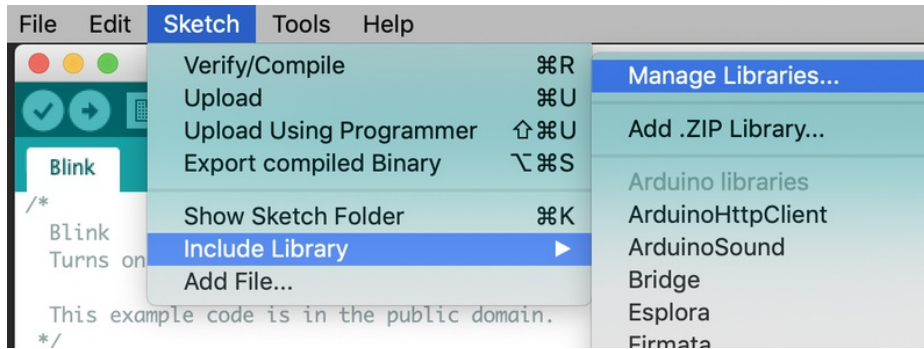 File Edit Sketch Tools Help
Verify/Compile ⌘R
Upload ⌘U
Upload Using Programmer ⇧⌘U
Export compiled Binary ⌥⌘S
Show Sketch Folder ⌘K
Include Library ▶
Add File...
Manage Libraries...
Add .ZIP Library...
Arduino libraries
ArduinoHttpClient
ArduinoSound
Bridge
Esplora
Firmata
Blink
/*
Blink
Turns on
This example code is in the public domain.
*/